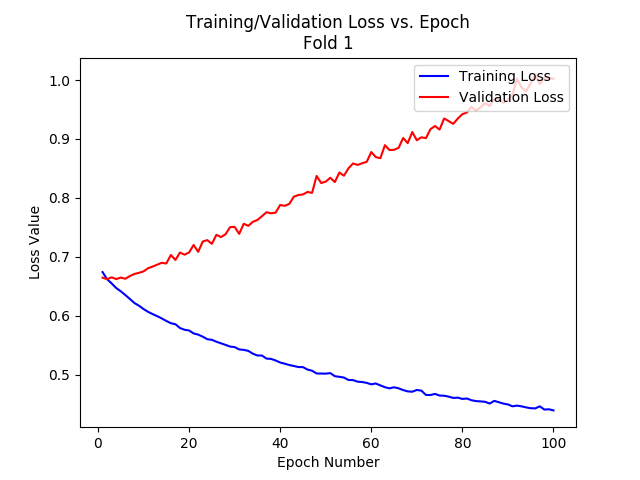 Training/Validation Loss vs. Epoch
Fold 1
Training Loss
Validation Loss
Loss Value
1.0
0.9
0.8
0.7
0.6
0.5
0
20
40
60
80
100
Epoch Number